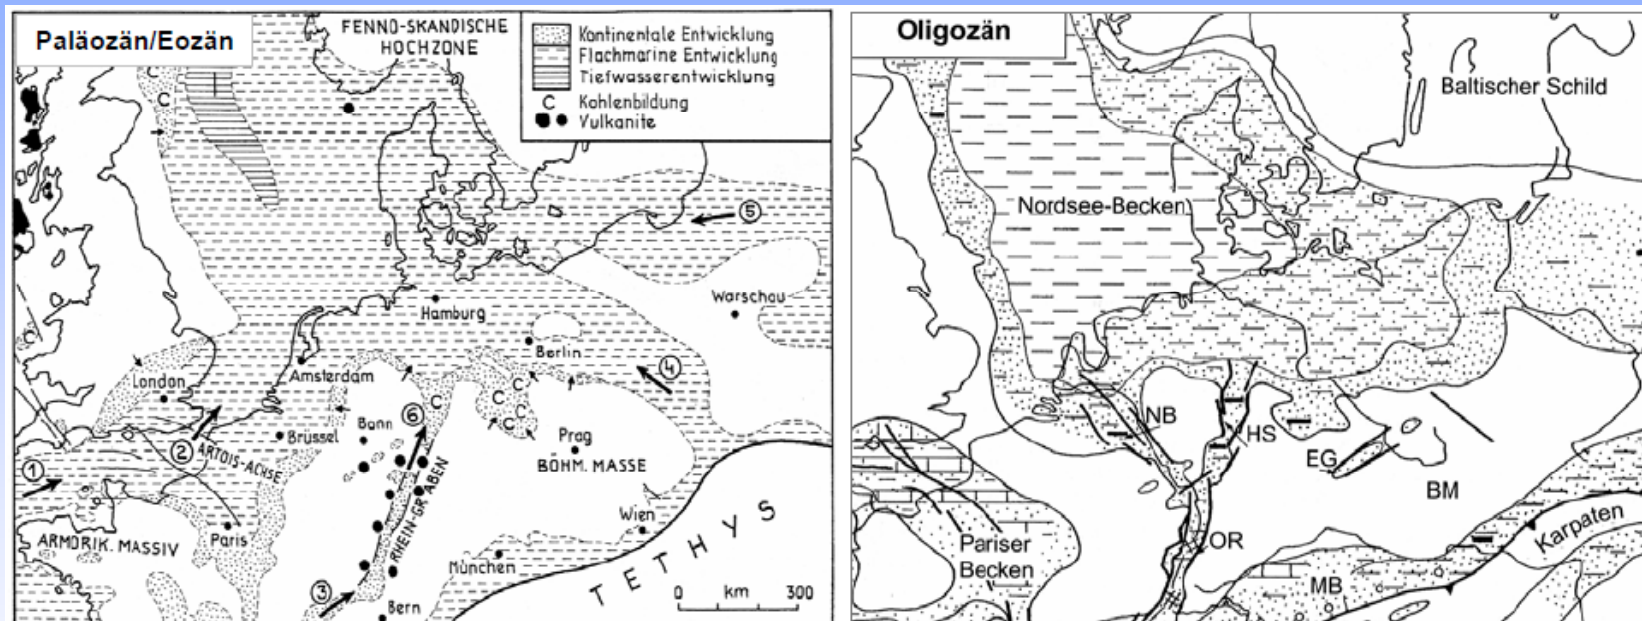 Paläozän/Eozän
FENNO-SKANDISCHE
HOCHZONE
Kontinentale Entwicklung
Flachmarine Entwicklung
Tiefwasserentwicklung
C Kohlenbildung
Vulkanite
C
5
Warschau
Hamburg
Berlin
C
London
Amsterdam
4
C
C
C
C
C
6
2
Bonn
Brüssel
ARTOIS-ACHSE
Prag
BÖHM. MASSE
1
RHEIN-GRABEN
Wien
ARMORIK. MASSIV
Paris
München
TETHYS
3
Bern
0 km 300
Oligozän
Baltischer Schild
Nordsee-Becken
NB
HS
EG
BM
OR
Karpaten
Pariser
Becken
MB